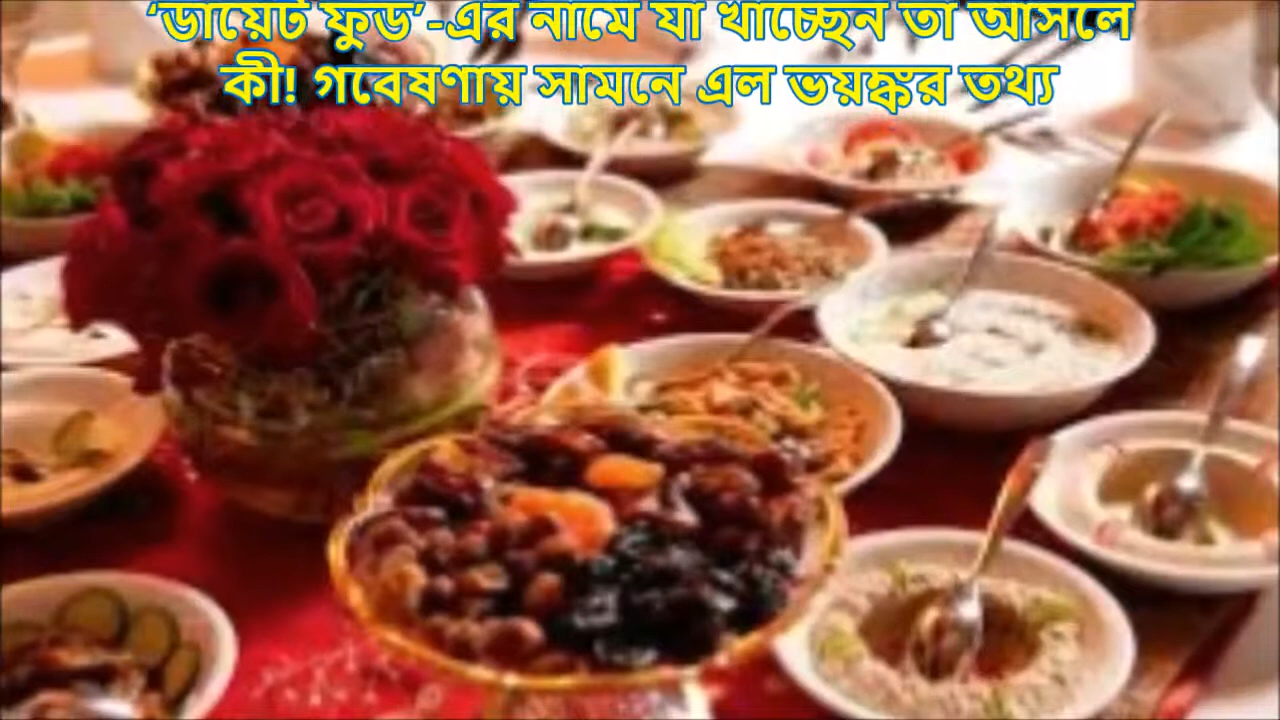 ‘ডায়েট ফুড’-এর নামে যা খাচ্ছেন তা আসলে
কী! গবেষণায় সামনে এল ভয়ঙ্কর তথ্য